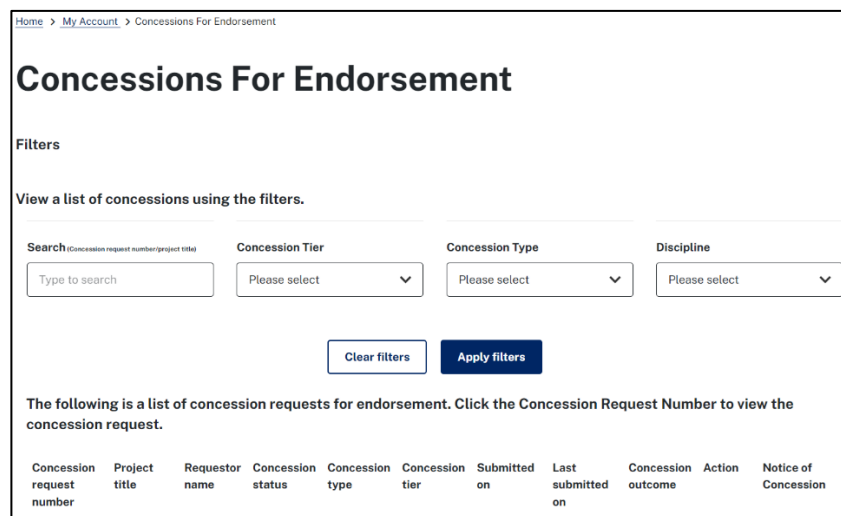 Home > My Account > Concessions For Endorsement
Concessions For Endorsement
Filters
View a list of concessions using the filters.
Search (Concession request number/project title) Concession Tier Concession Type Discipline
Type to search Please select Please select Please select
Clear filters Apply filters
The following is a list of concession requests for endorsement. Click the Concession Request Number to view the
concession request.
Concession Project Requestor Concession Concession Concession Submitted Last Concession Action Notice of
request title name status type tier on submitted outcome Concession
number on